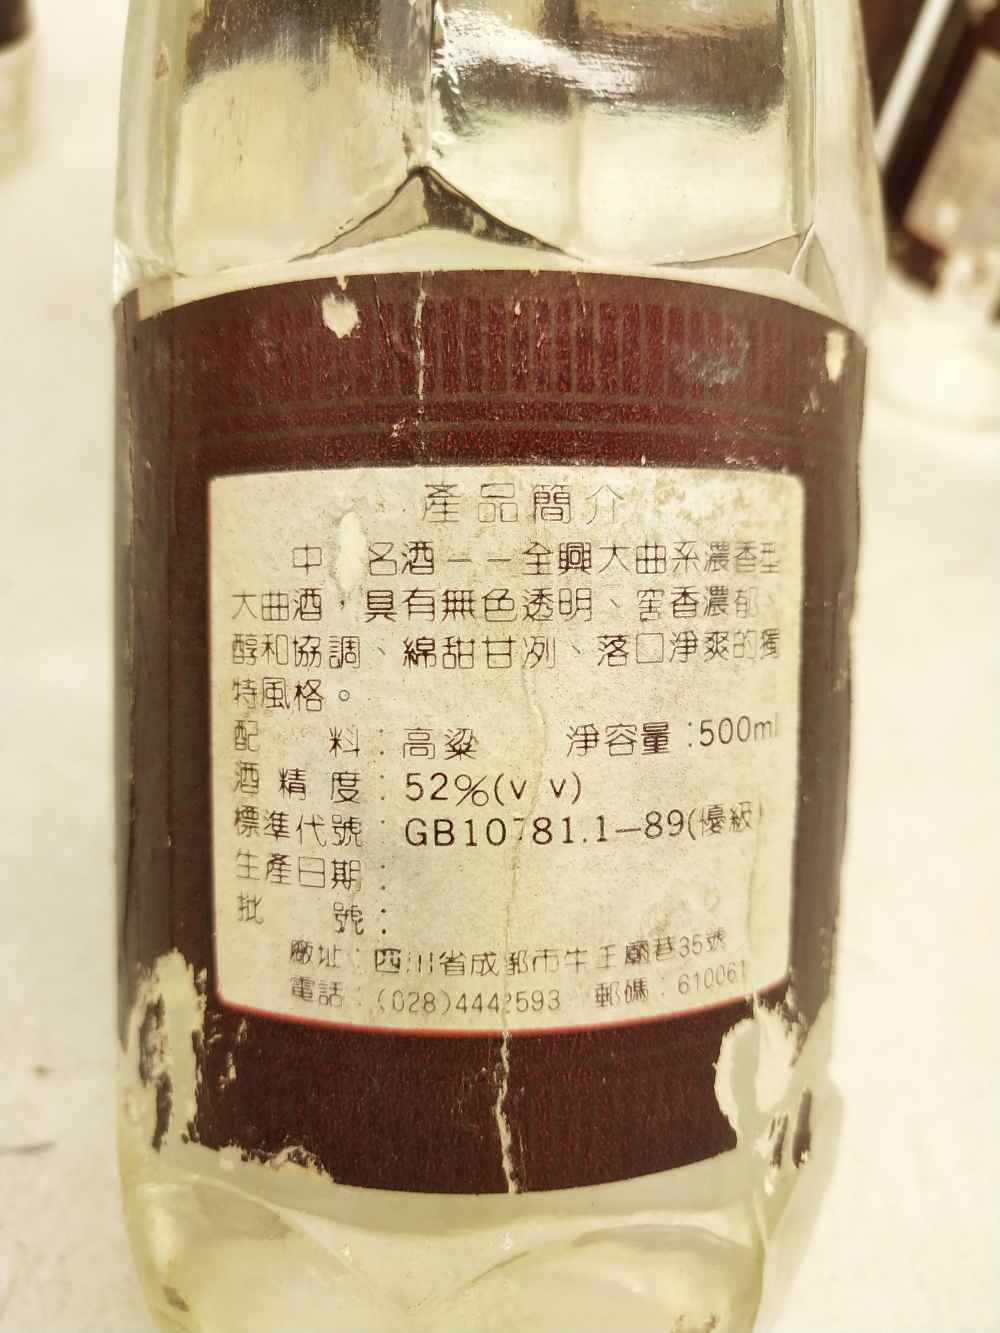 產品簡介
中 名酒——全興大曲系濃香型
大曲酒，具有無色透明、窖香濃郁、
醇和協調、綿甜甘冽、落口淨爽的獨
特風格。
配 料：高粱 淨容量：500ml
酒精度：52%(v v)
標準代號：GB10781.1—89(優級)
生產日期：
批 號：
廠址：四川省成都市牛王廟巷35號
電話：(028)444 593 郵碼：610061